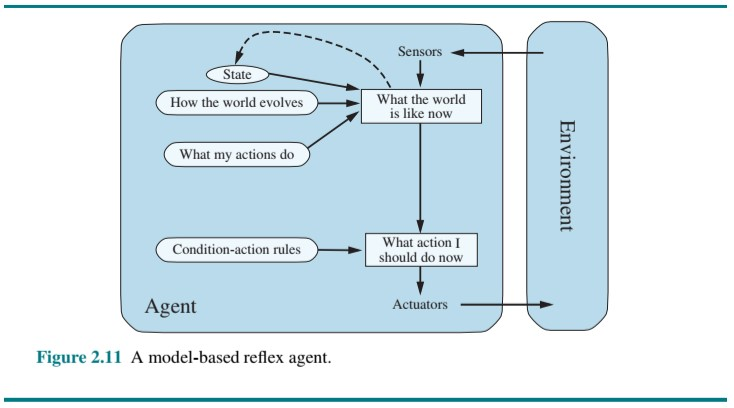 Sensors
State
How the world evolves
What the world
is like now
What my actions do
Environment
Condition-action rules
What action I
should do now
Agent
Actuators
Figure 2.11 A model-based reflex agent.